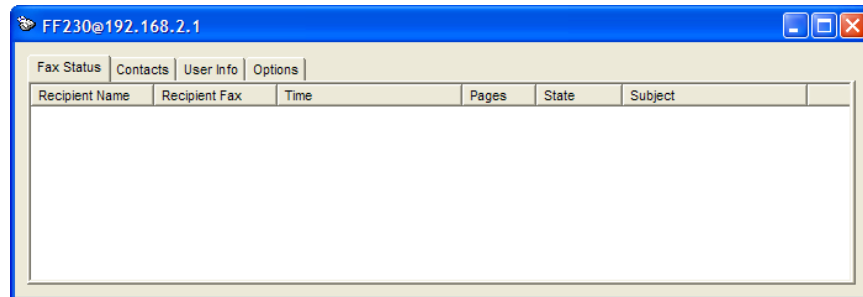 FF230@192.168.2.1
Fax Status Contacts User Info Options
Recipient Name Recipient Fax Time Pages State Subject